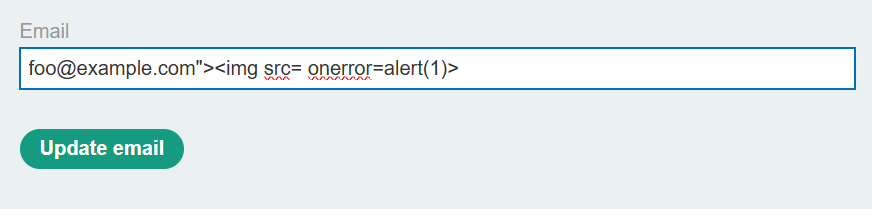 Email
foo@example.com"><img src= onerror=alert(1)>
Update email